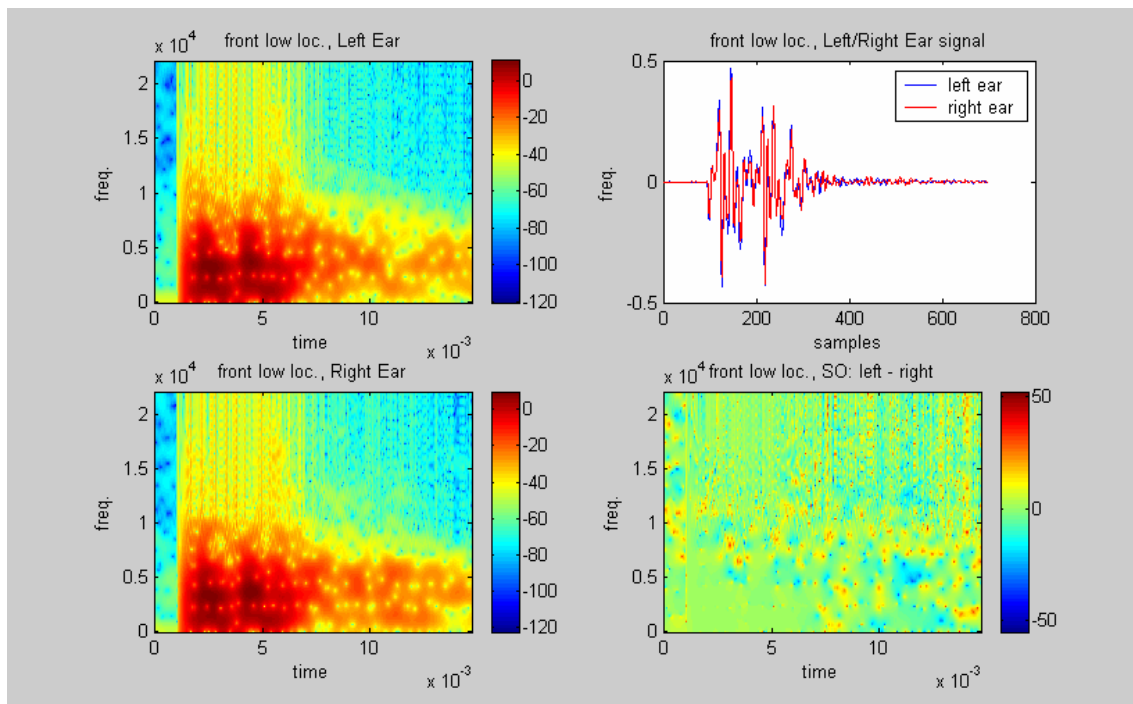 front low loc., Left Ear
x 10^4
2
1.5
1
0.5
0
freq.
0
5
10
time
x 10^-3
0
-20
-40
-60
-80
-100
-120
front low loc., Left/Right Ear signal
0.5
0
-0.5
freq.
left ear
right ear
0
200
400
600
800
samples
front low loc., Right Ear
x 10^4
2
1.5
1
0.5
0
freq.
0
5
10
time
x 10^-3
0
-20
-40
-60
-80
-100
-120
front low loc., SO: left - right
x 10^4
2
1.5
1
0.5
0
freq.
0
5
10
time
x 10^-3
50
0
-50